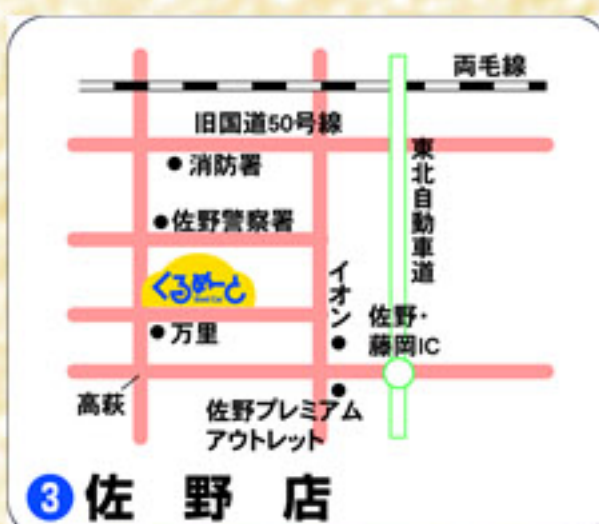 両毛線
旧国道50号線
消防署
東北自動車道
佐野警察署
くるめーと
イオン
佐野・
藤岡IC
万里
高萩
佐野プレミアム
アウトレット
3 佐野店